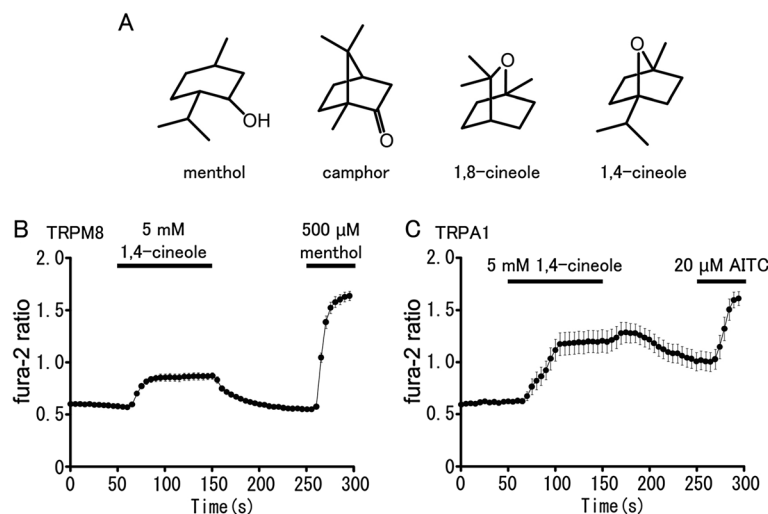 A
OH
O
O
O
menthol
camphor
1,8-cineole
1,4-cineole
B TRPM8
5 mM
1,4-cineole
500 µM
menthol
fura-2 ratio
2.0
1.5
1.0
0.5
0
0 50 100 150 200 250 300
Time(s)
C TRPA1
5 mM 1,4-cineole
20 µM AITC
fura-2 ratio
2.0
1.5
1.0
0.5
0
0 50 100 150 200 250 300
Time(s)